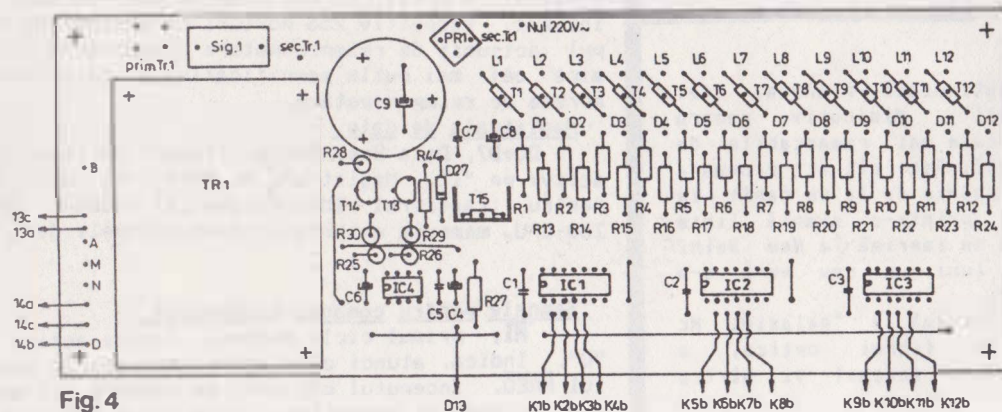 Nul 220V~
PR1
sec.Tr1
Sig.1
sec.Tr.1
prim.Tr.1
L1 L2 L3 L4 L5 L6 L7 L8 L9 L10 L11 L12
C9
T1 T2 T3 T4 T5 T6 T7 T8 T9 T10 T11 T12
C7 C8 D1 D2 D3 D4 D5 D6 D7 D8 D9 D10 D11 D12
R28 R44 D27
B
TR1
T14 T13 T15
R1 R2 R3 R4 R5 R6 R7 R8 R9 R10 R11 R12
13c
13a
R13 R14 R15 R16 R17 R18 R19 R20 R21 R22 R23 R24
R30 R29
A
R25 R26
M
N
C6 IC4 C5 C4 R27 C1 IC1 C2 IC2 C3 IC3
14a
14c
14b
D
Fig. 4
D13 K1b K2b K3b K4b K5b K6b K7b K8b K9b K10b K11b K12b